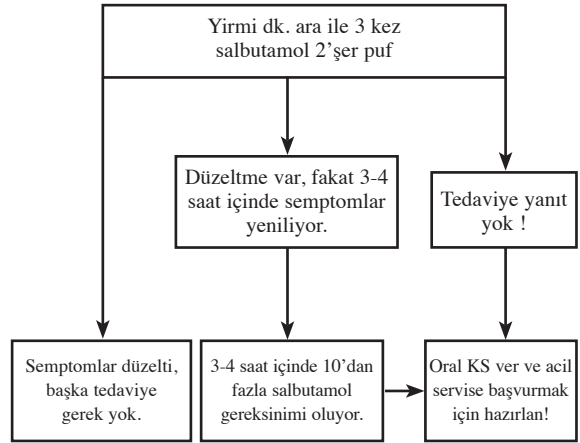 Yirmi dk. ara ile 3 kez
salbutamol 2’şer puf
Düzeltme var, fakat 3-4
saat içinde semptomlar
yeniliyor.
Tedaviye yanıt
yok !
Semptomlar düzelti,
başka tedaviye
gerek yok.
3-4 saat içinde 10’dan
fazla salbutamol
gereksinimi oluyor.
Oral KS ver ve acil
servise başvurmak
için hazırlan!